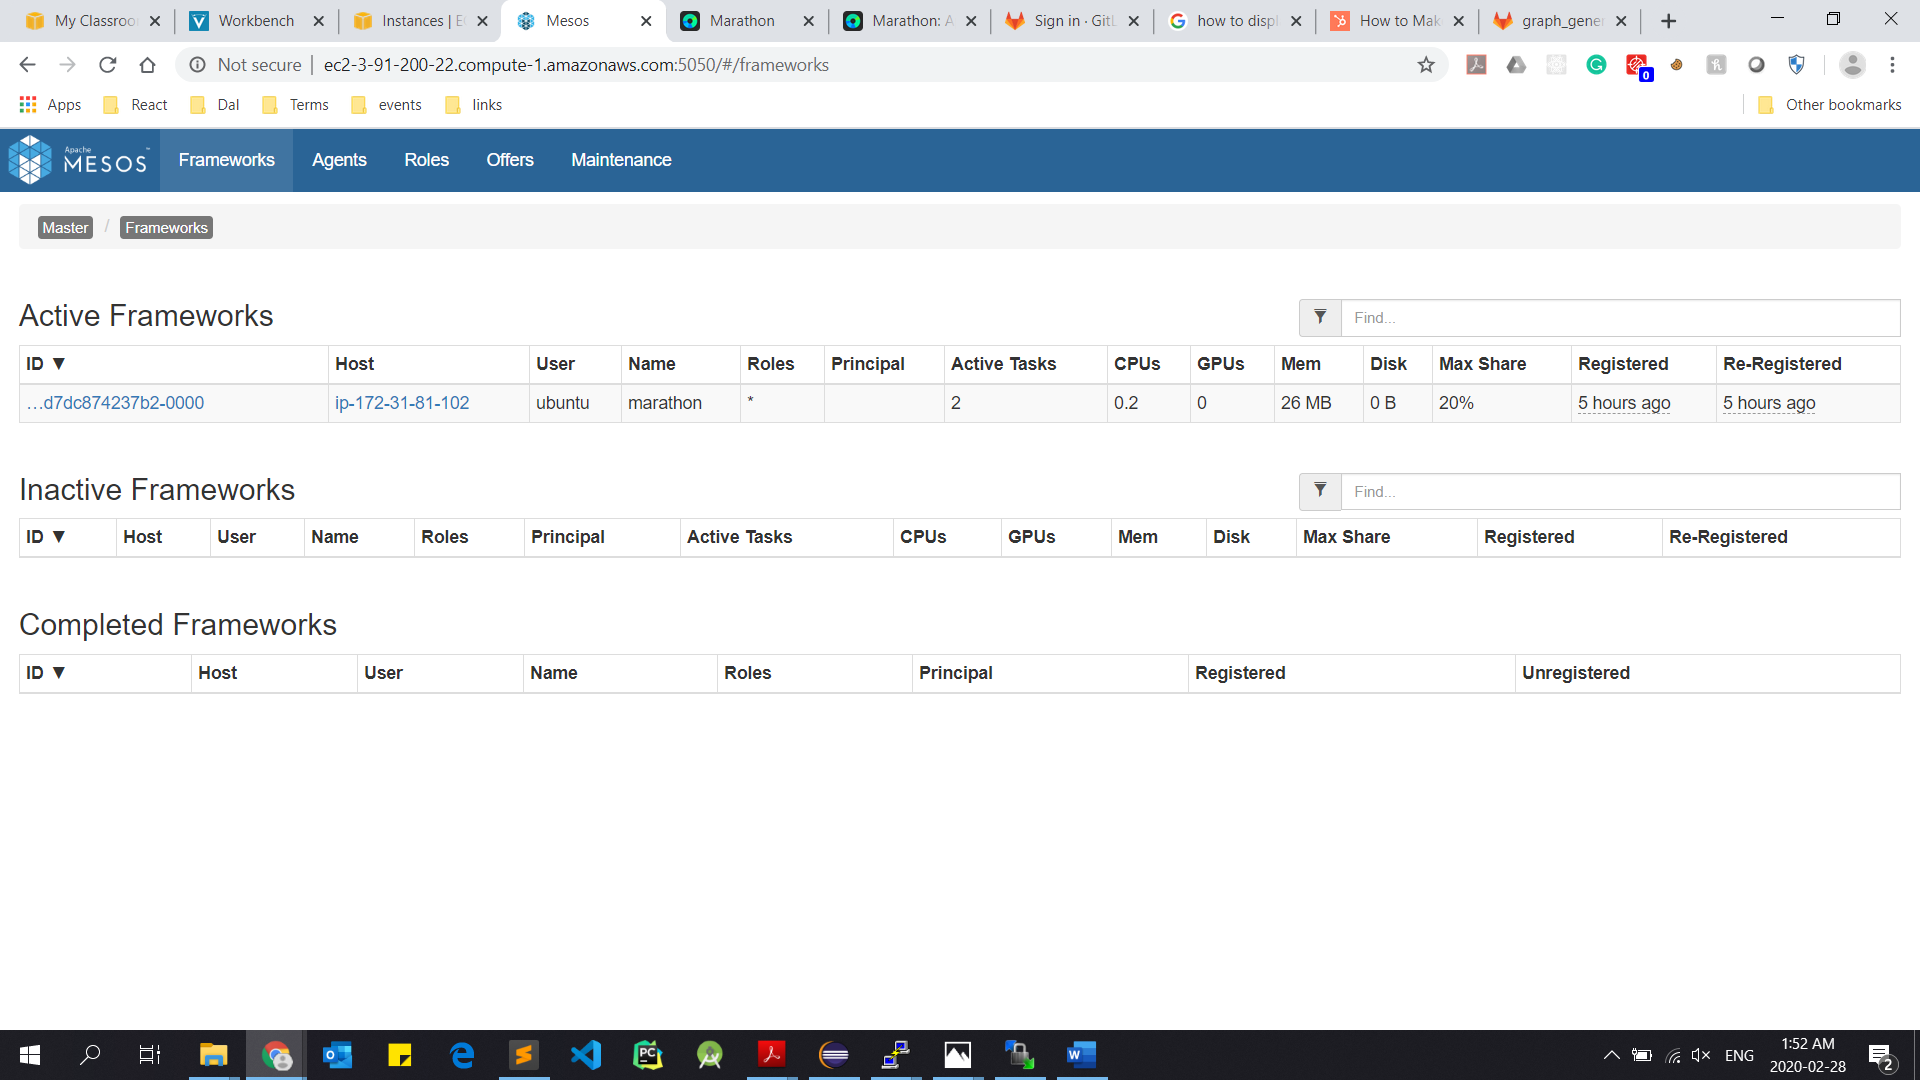 My Classroo
Workbench
Instances | E
Mesos
Marathon
Marathon: A
Sign in · GitL
how to displ
How to Mak
graph_gene
Not secure
ec2-3-91-200-22.compute-1.amazonaws.com:5050/#/frameworks
0
Apps React Dal Terms events links Other bookmarks
Apache
MESOS™
Frameworks Agents Roles Offers Maintenance
Master / Frameworks
Active Frameworks
Find...
ID ▼ Host User Name Roles Principal Active Tasks CPUs GPUs Mem Disk Max Share Registered Re-Registered
…d7dc874237b2-0000 ip-172-31-81-102 ubuntu marathon * 2 0.2 0 26 MB 0 B 20% 5 hours ago 5 hours ago
Inactive Frameworks
Find...
ID ▼ Host User Name Roles Principal Active Tasks CPUs GPUs Mem Disk Max Share Registered Re-Registered
Completed Frameworks
ID ▼ Host User Name Roles Principal Registered Unregistered
ENG
1:52 AM
2020-02-28
2